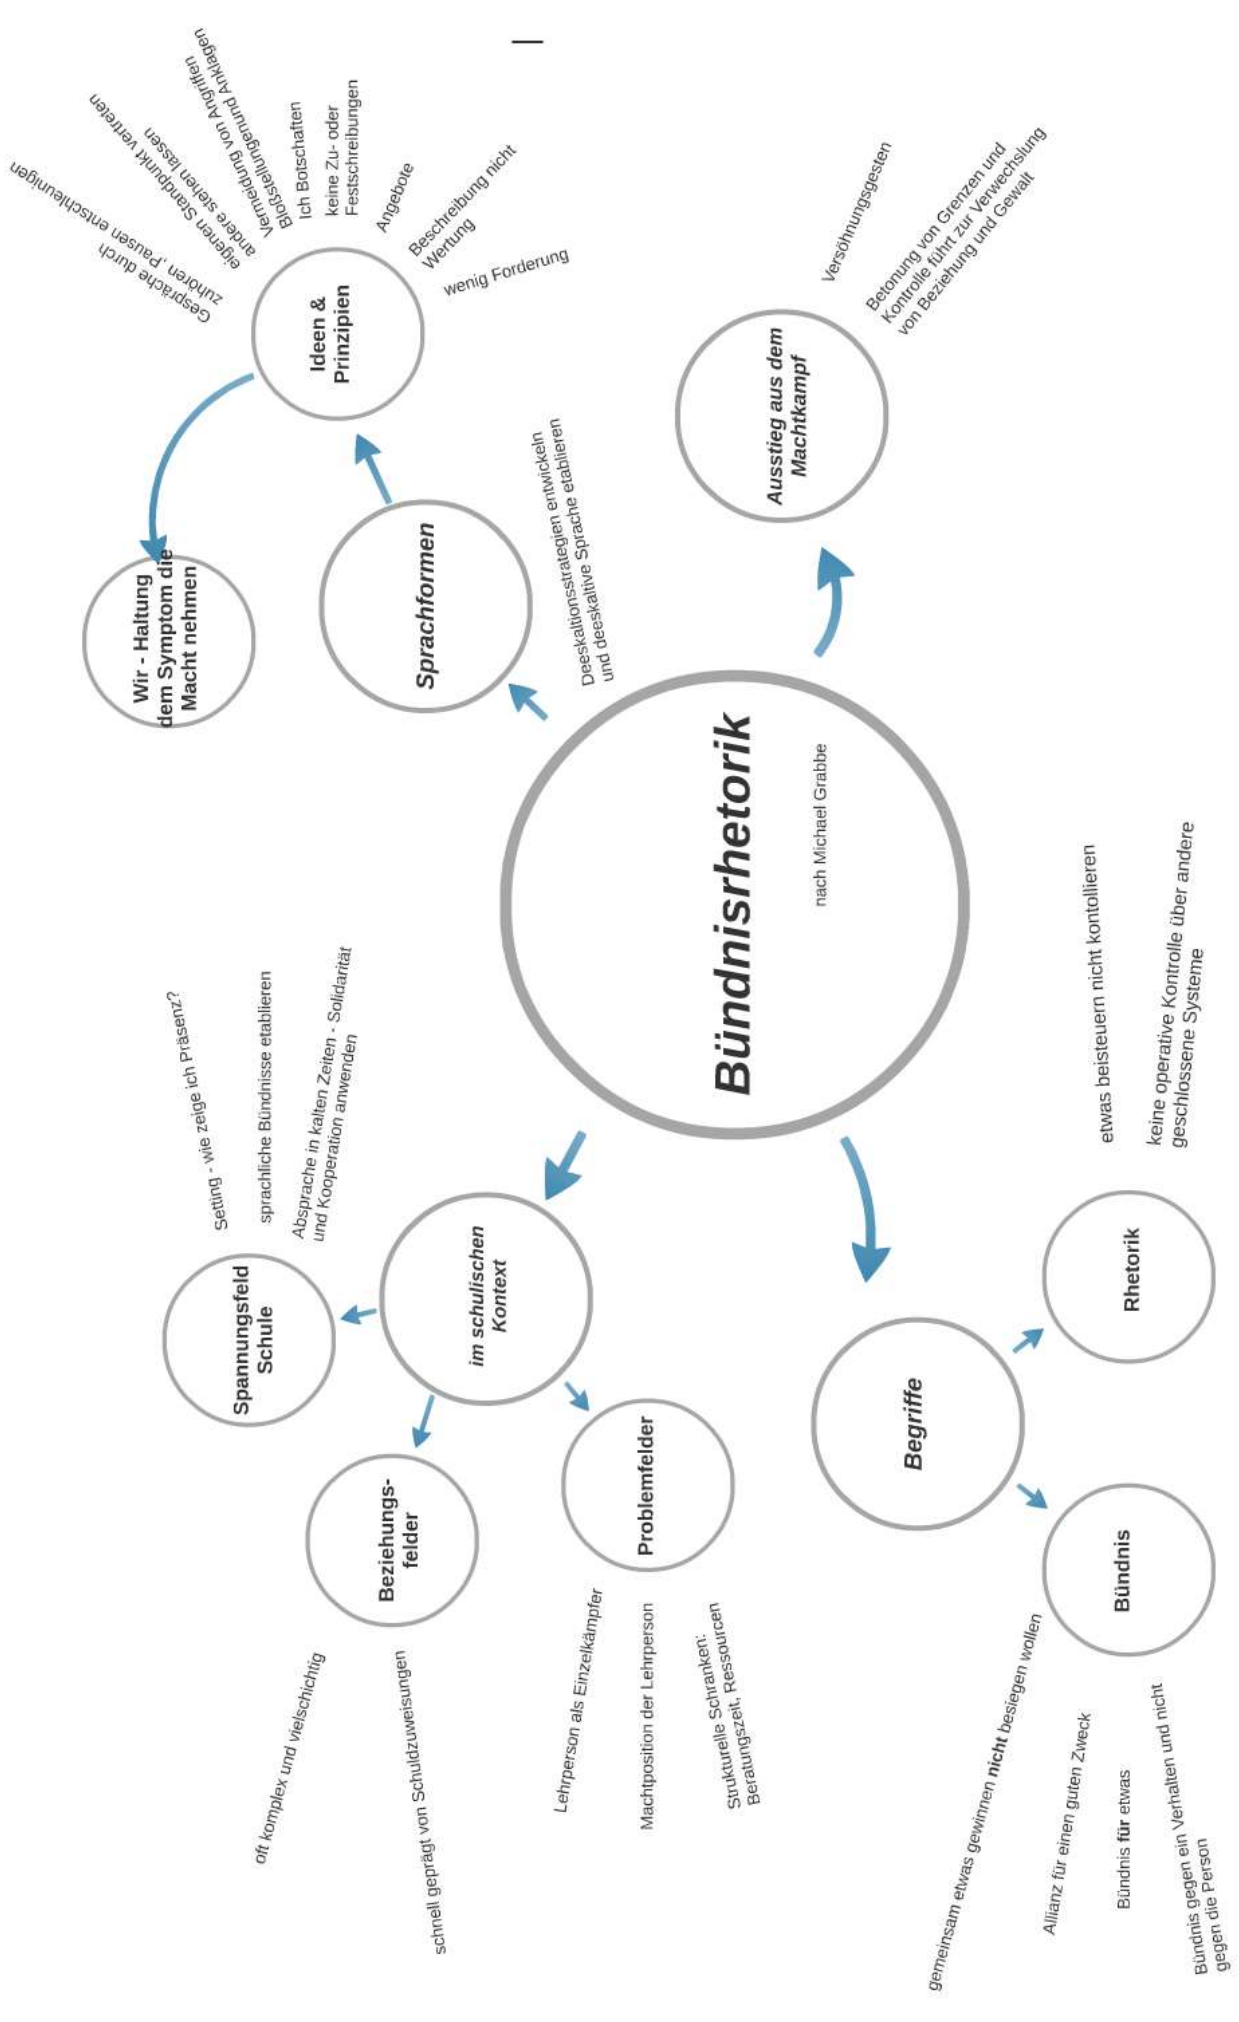 Bündnisrhetorik
nach Michael Grabbe
im schulischen
Kontext
Spannungsfeld
Schule
Setting - wie zeige ich Präsenz?
sprachliche Bündnisse etablieren
Absprache in kalten Zeiten - Solidarität
und Kooperation anwenden
Beziehungs-
felder
oft komplex und vielschichtig
schnell geprägt von Schuldzuweisungen
Problemfelder
Lehrperson als Einzelkämpfer
Machtposition der Lehrperson
Strukturelle Schranken:
Beratungszeit, Ressourcen
Sprachformen
Deeskaltionsstrategien entwickeln
und deeskaltive Sprache etablieren
Ideen &
Prinzipien
Gespräche durch
zuhören, Pausen entschleunigen
eigenen Standpunkt vertreten
andere stehen lassen
Vermeidung von Angriffen
Bloßstellungenund Anklagen
Ich Botschaften
keine Zu- oder
Festschreibungen
Angebote
Beschreibung nicht
Wertung
wenig Forderung
Wir - Haltung
dem Symptom die
Macht nehmen
Ausstieg aus dem
Machtkampf
Versöhnungsgesten
Betonung von Grenzen und
Kontrolle führt zur Verwechslung
von Beziehung und Gewalt
Begriffe
Bündnis
gemeinsam etwas gewinnen nicht besiegen wollen
Allianz für einen guten Zweck
Bündnis für etwas
Bündnis gegen ein Verhalten und nicht
gegen die Person
Rhetorik
etwas beisteuern nicht kontollieren
keine operative Kontrolle über andere
geschlossene Systeme